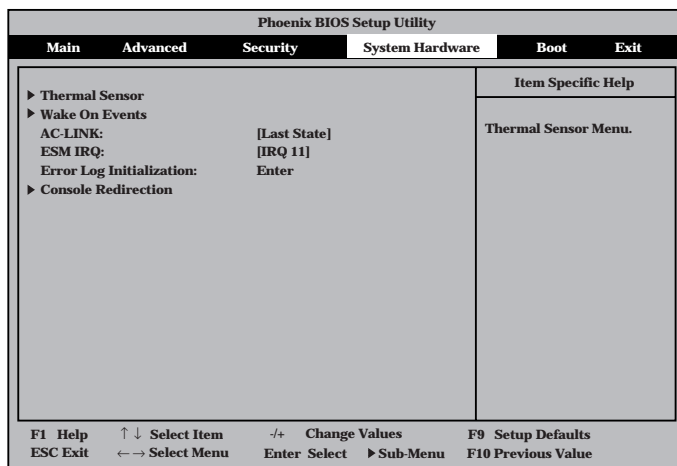 Phoenix BIOS Setup Utility
Main Advanced Security System Hardware Boot Exit
Item Specific Help
▶ Thermal Sensor
▶ Wake On Events
Thermal Sensor Menu.
AC-LINK: [Last State]
ESM IRQ: [IRQ 11]
Error Log Initialization: Enter
▶ Console Redirection
F1 Help ↑↓ Select Item -/+ Change Values F9 Setup Defaults
ESC Exit ←→ Select Menu Enter Select ▶ Sub-Menu F10 Previous Value